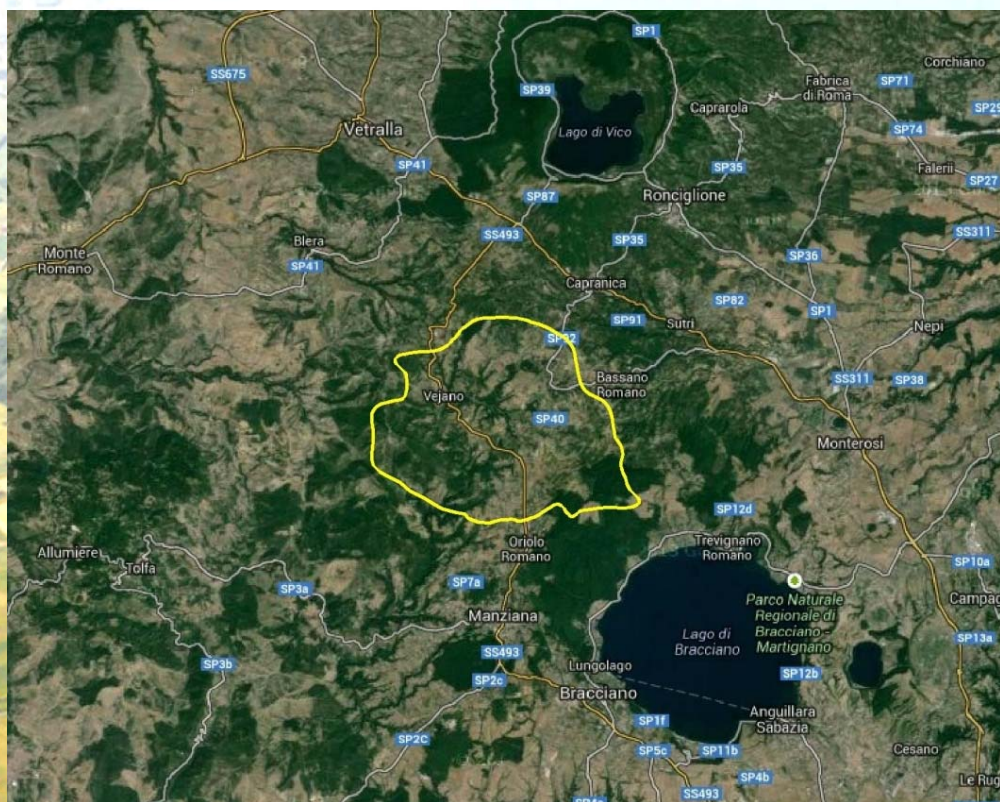 SP1
Corchiano
SS675
SP39
Fabrica
di Roma
SP71
Caprarola
SP29
Vetralla
Lago di Vico
SP74
SP41
SP35
Falerii
SP27
SP87
Ronciglione
SS493
SP35
SS311
Monte
Romano
Blera
SP41
SP36
Capranica
SP82
SP1
SP91
Sutri
Nepi
Bassano
Romano
SS311
SP38
Vejano
SP40
Monterosi
SP12d
Oriolo
Romano
Trevignano
Romano
Allumiere
Tolfa
SP10a
SP3a
SP7a
Parco Naturale
Regionale di
Bracciano -
Martignano
Campag
Manziana
Lago di
Bracciano
SP13a
SS493
SP3b
SP2c
Lungolago
SP12b
Bracciano
Anguillara
Sabazia
SP1f
SP2C
SP5c
SP11b
Cesano
SP4b
Le Rug
SS493